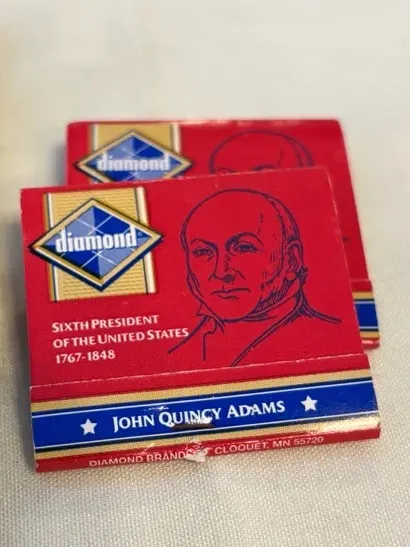 diamond
diamond
SIXTH PRESIDENT
OF THE UNITED STATES
1767-1848
★ JOHN QUINCY ADAMS ★
DIAMOND BRANDS CLOQUET, MN 55720